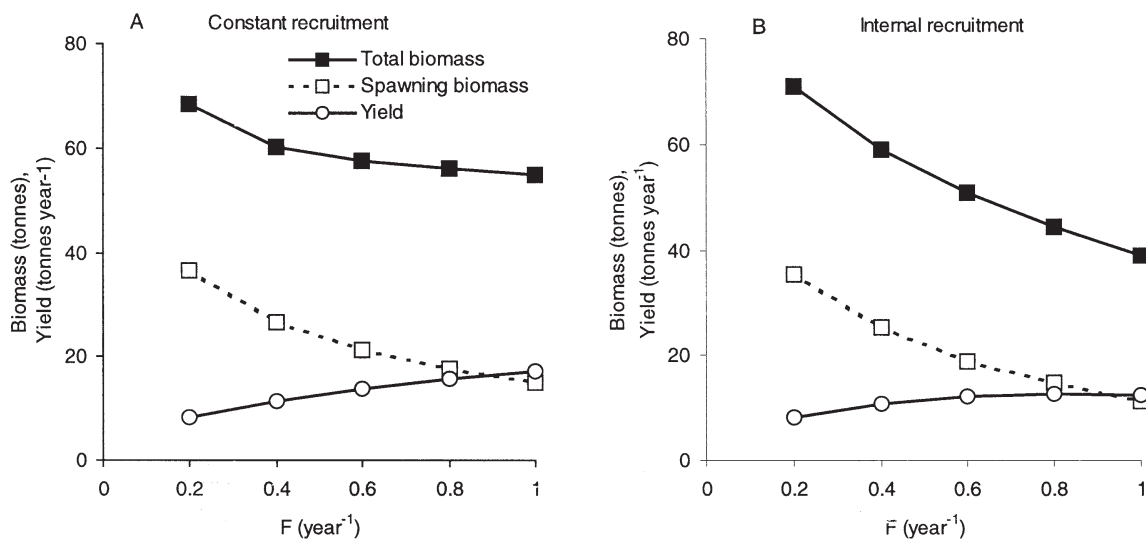 A
Constant recruitment
Total biomass
Spawning biomass
Yield
Biomass (tonnes),
Yield (tonnes year-1)
80
60
40
20
0
0 0.2 0.4 0.6 0.8 1
F (year-1)
B
Internal recruitment
Biomass (tonnes),
Yield (tonnes year-1)
80
60
40
20
0
0 0.2 0.4 0.6 0.8 1
F (year-1)